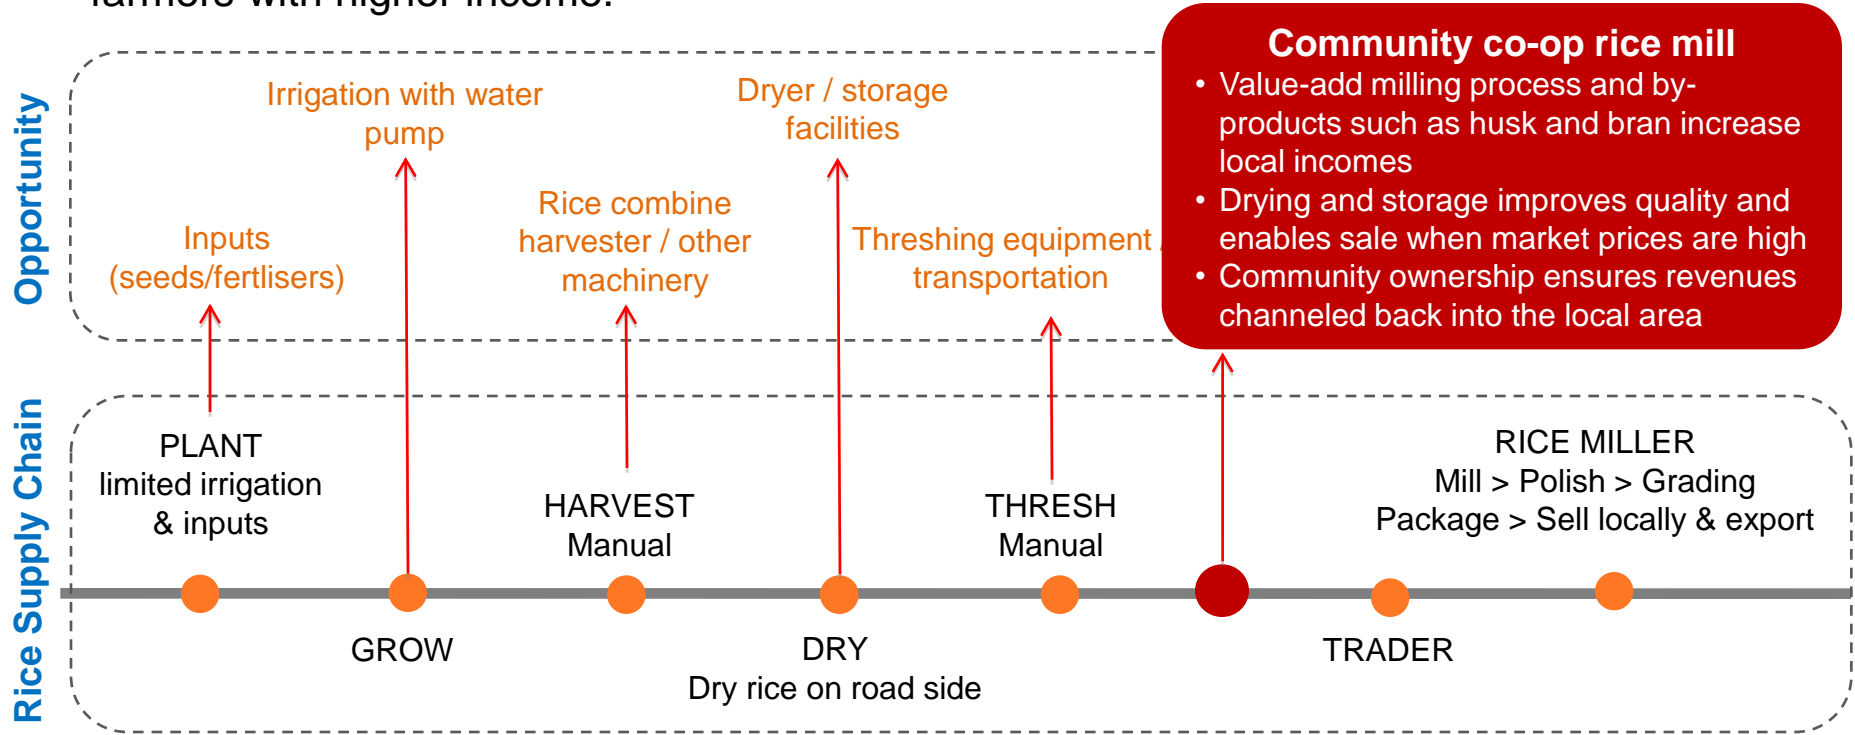 farmers with higher income.
Community co-op rice mill
• Value-add milling process and by-
products such as husk and bran increase
local incomes
• Drying and storage improves quality and
enables sale when market prices are high
• Community ownership ensures revenues
channeled back into the local area
Opportunity
Irrigation with water
pump
Dryer / storage
facilities
Inputs
(seeds/fertlisers)
Rice combine
harvester / other
machinery
Threshing equipment /
transportation
Rice Supply Chain
PLANT
limited irrigation
& inputs
HARVEST
Manual
THRESH
Manual
RICE MILLER
Mill > Polish > Grading
Package > Sell locally & export
GROW
DRY
Dry rice on road side
TRADER